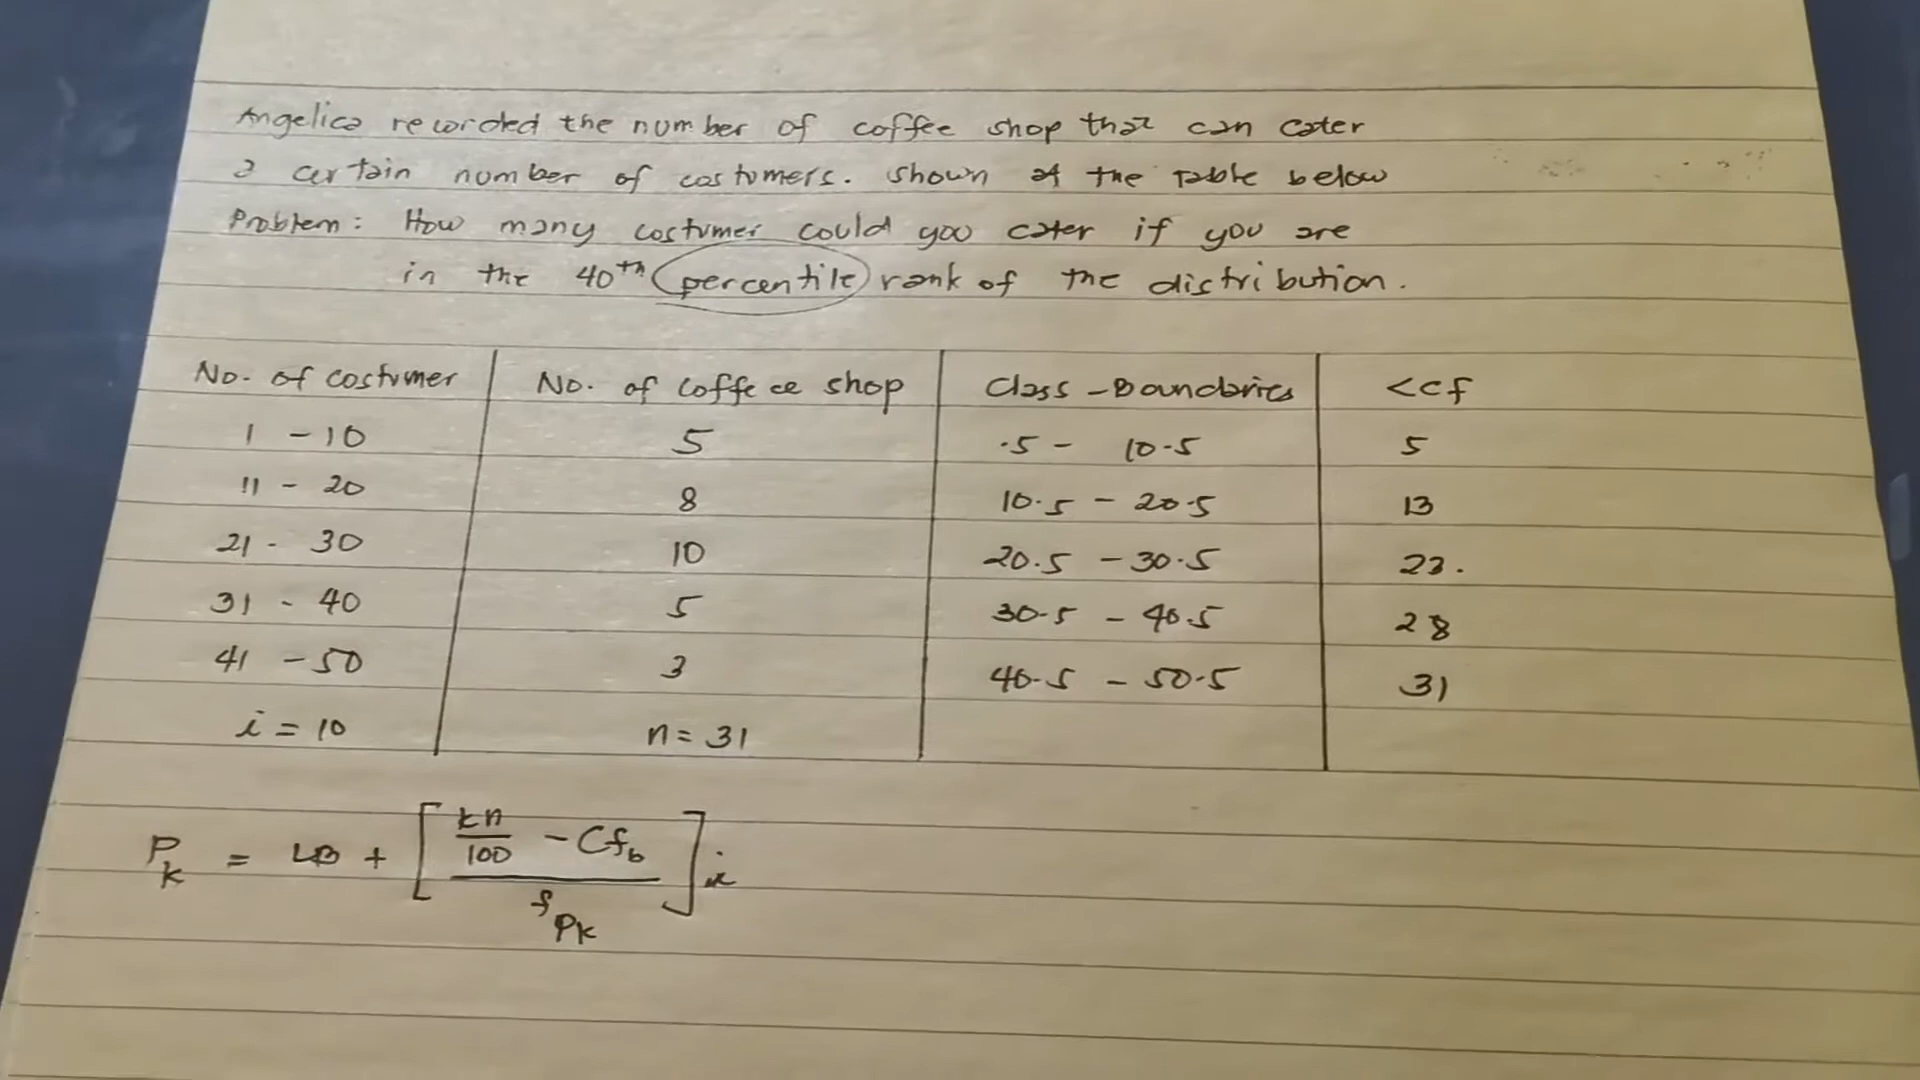 Angelica recorded the number of coffee shop that can cater
a certain number of costumers. shown at the Table below
Problem: How many costumer could you cater if you are
in the 40th percentile rank of the distribution.
No. of costumer No. of coffece shop Class-Boundaries <cf
1 - 10 5 .5 - 10.5 5
11 - 20 8 10.5 - 20.5 13
21 - 30 10 20.5 - 30.5 23.
31 - 40 5 30.5 - 40.5 28
41 - 50 3 40.5 - 50.5 31
i = 10 n = 31
Pk = LB + [ (kn/100 - Cfb) / fPk ] i